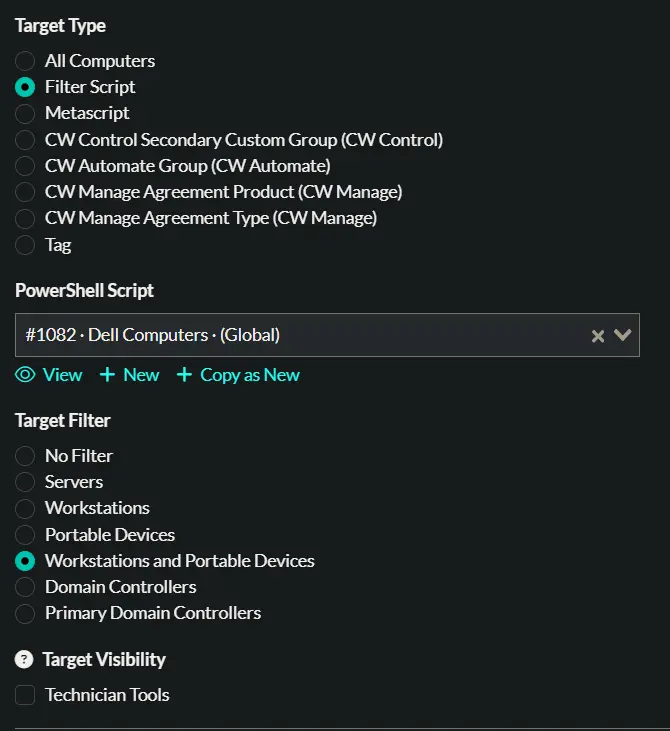 Target Type
All Computers
Filter Script
Metascript
CW Control Secondary Custom Group (CW Control)
CW Automate Group (CW Automate)
CW Manage Agreement Product (CW Manage)
CW Manage Agreement Type (CW Manage)
Tag
PowerShell Script
#1082 · Dell Computers · (Global)
View + New + Copy as New
Target Filter
No Filter
Servers
Workstations
Portable Devices
Workstations and Portable Devices
Domain Controllers
Primary Domain Controllers
? Target Visibility
Technician Tools